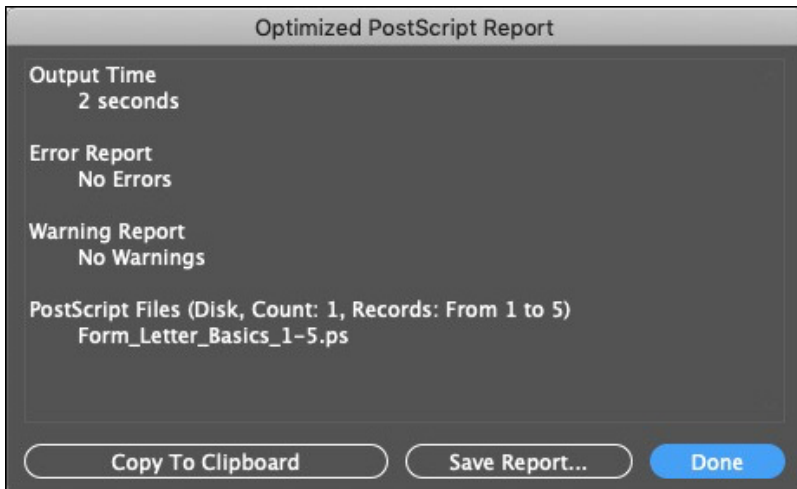 Optimized PostScript Report
Output Time
2 seconds
Error Report
No Errors
Warning Report
No Warnings
PostScript Files (Disk, Count: 1, Records: From 1 to 5)
Form_Letter_Basics_1-5.ps
Copy To Clipboard
Save Report...
Done